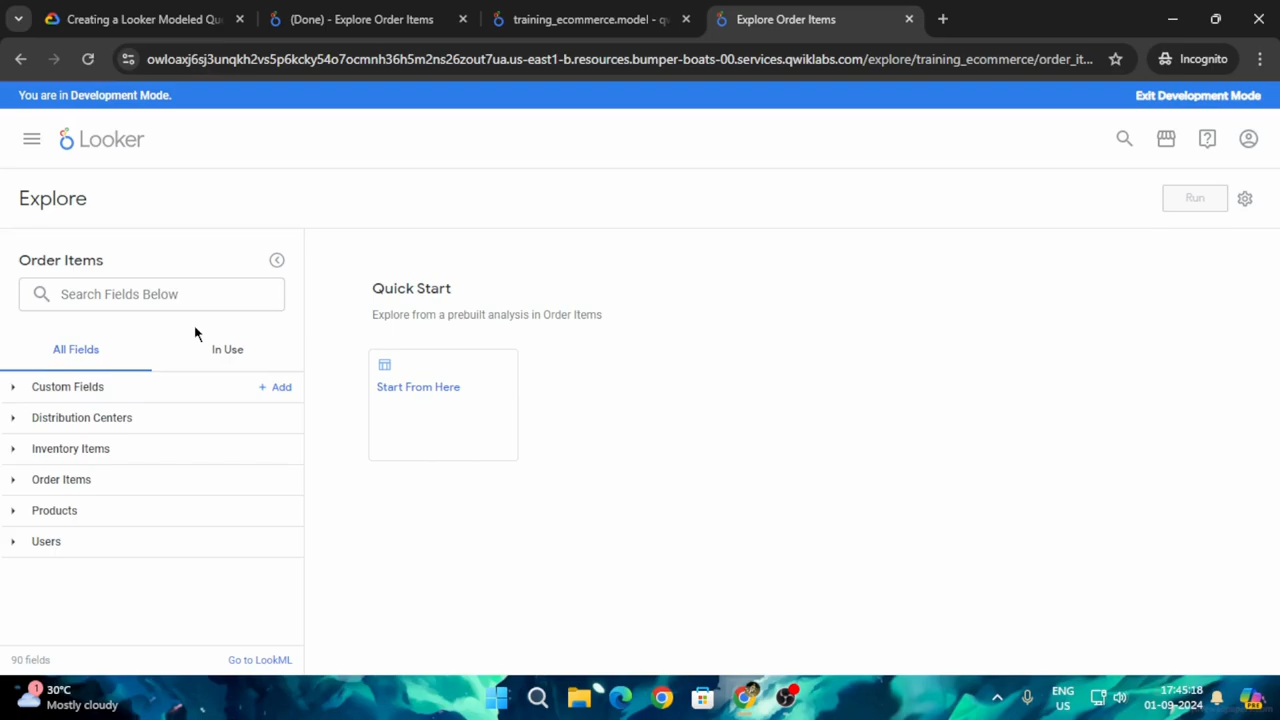 Creating a Looker Modeled Qu
(Done) - Explore Order Items
training_ecommerce.model - qw
Explore Order Items
owloaxj6sj3unqkh2vs5p6kcky54o7ocmnh36h5m2ns26zout7ua.us-east1-b.resources.bumper-boats-00.services.qwiklabs.com/explore/training_ecommerce/order_it...
Incognito
You are in Development Mode.
Exit Development Mode
Looker
Explore
Run
Order Items
Search Fields Below
All Fields
In Use
Custom Fields
+ Add
Distribution Centers
Inventory Items
Order Items
Products
Users
90 fields
Go to LookML
Quick Start
Explore from a prebuilt analysis in Order Items
Start From Here
1
30°C
Mostly cloudy
ENG
US
17:45:18
01-09-2024
PRE